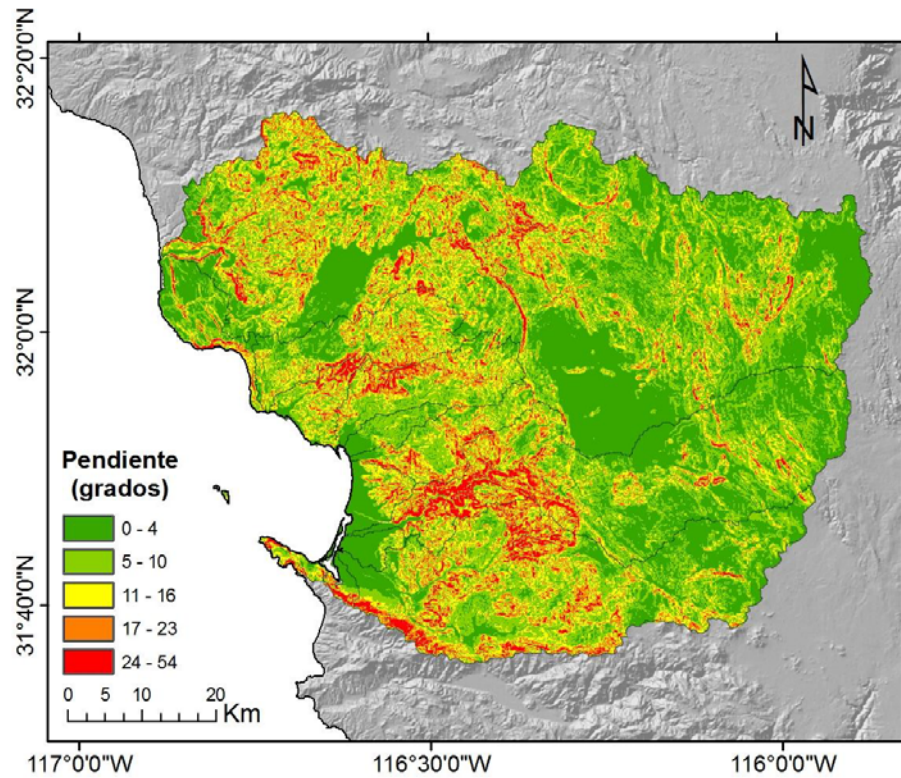 32°20'0"N
N
32°0'0"N
31°40'0"N
Pendiente
(grados)
0 - 4
5 - 10
11 - 16
17 - 23
24 - 54
0 5 10 20
Km
117°0'0"W 116°30'0"W 116°0'0"W